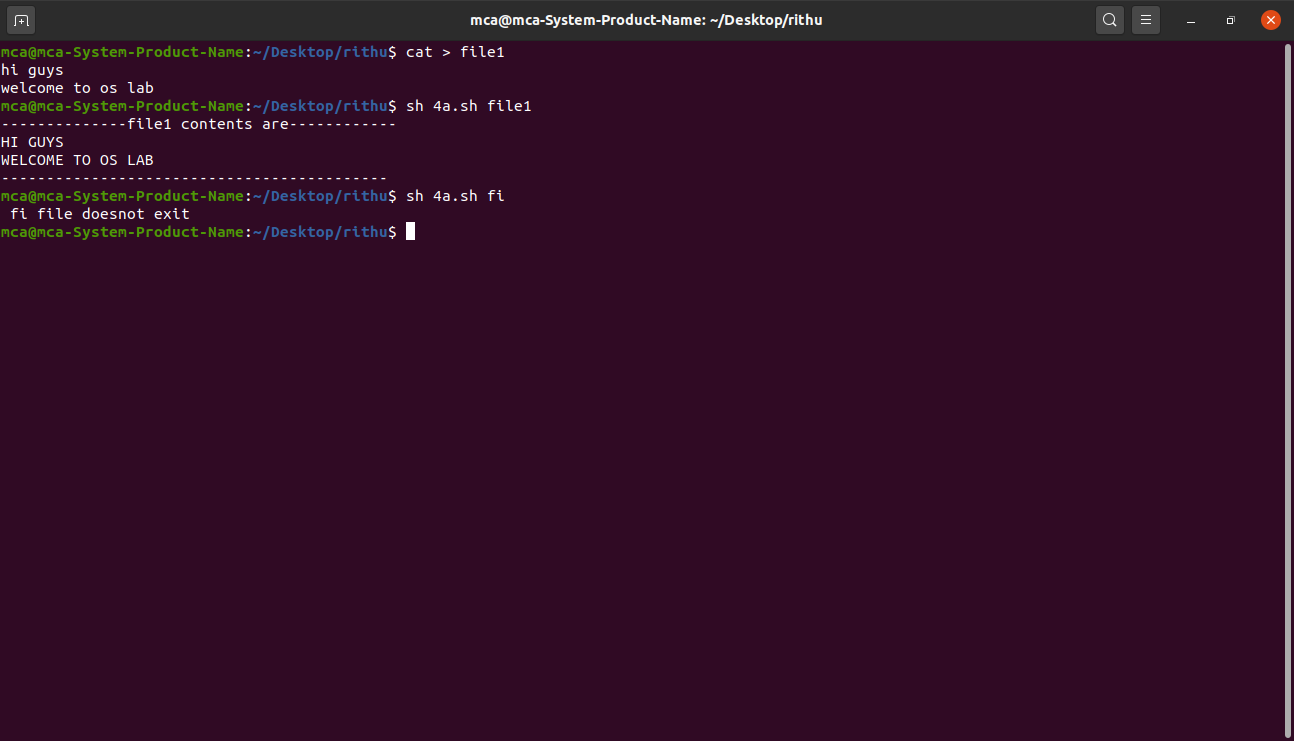 mca@mca-System-Product-Name: ~/Desktop/rithu
mca@mca-System-Product-Name:~/Desktop/rithu$ cat > file1
hi guys
welcome to os lab
mca@mca-System-Product-Name:~/Desktop/rithu$ sh 4a.sh file1
--------------file1 contents are------------
HI GUYS
WELCOME TO OS LAB
-------------------------------------------
mca@mca-System-Product-Name:~/Desktop/rithu$ sh 4a.sh fi
 fi file doesnot exit
mca@mca-System-Product-Name:~/Desktop/rithu$